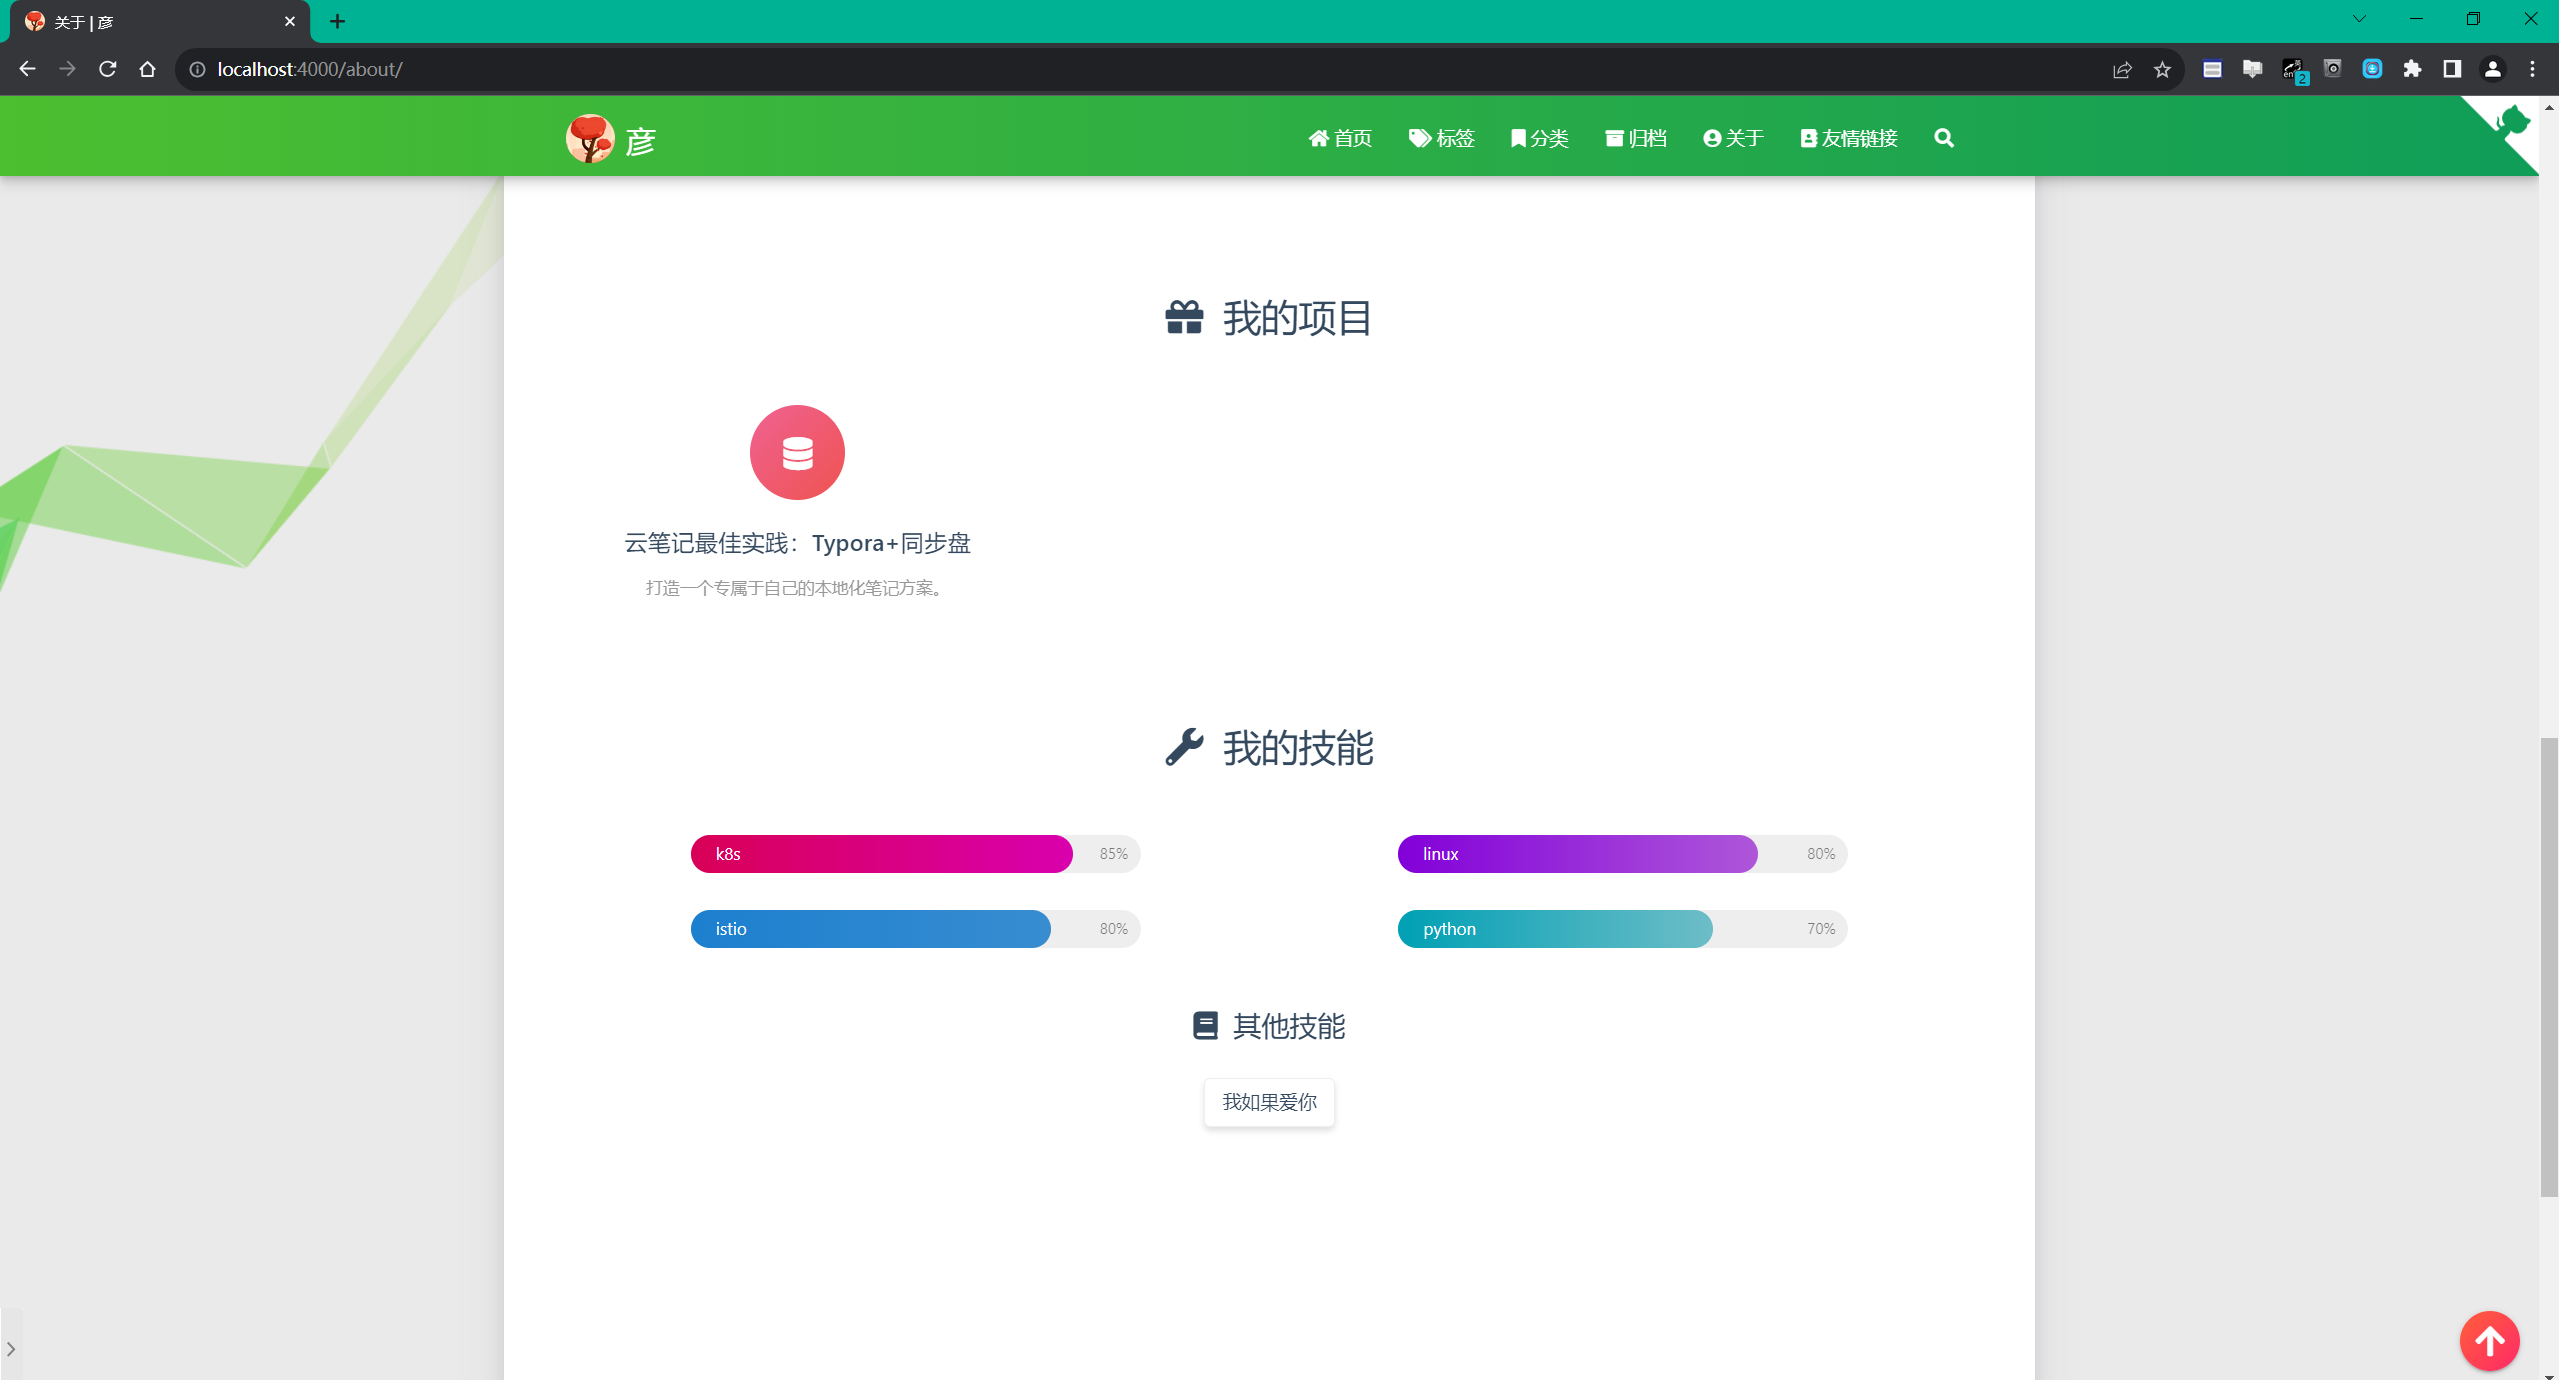 关于 | 彦
localhost:4000/about/
2
彦
首页 标签 分类 归档 关于 友情链接
我的项目
云笔记最佳实践：Typora+同步盘
打造一个专属于自己的本地化笔记方案。
我的技能
k8s 85% linux 80%
istio 80% python 70%
其他技能
我如果爱你